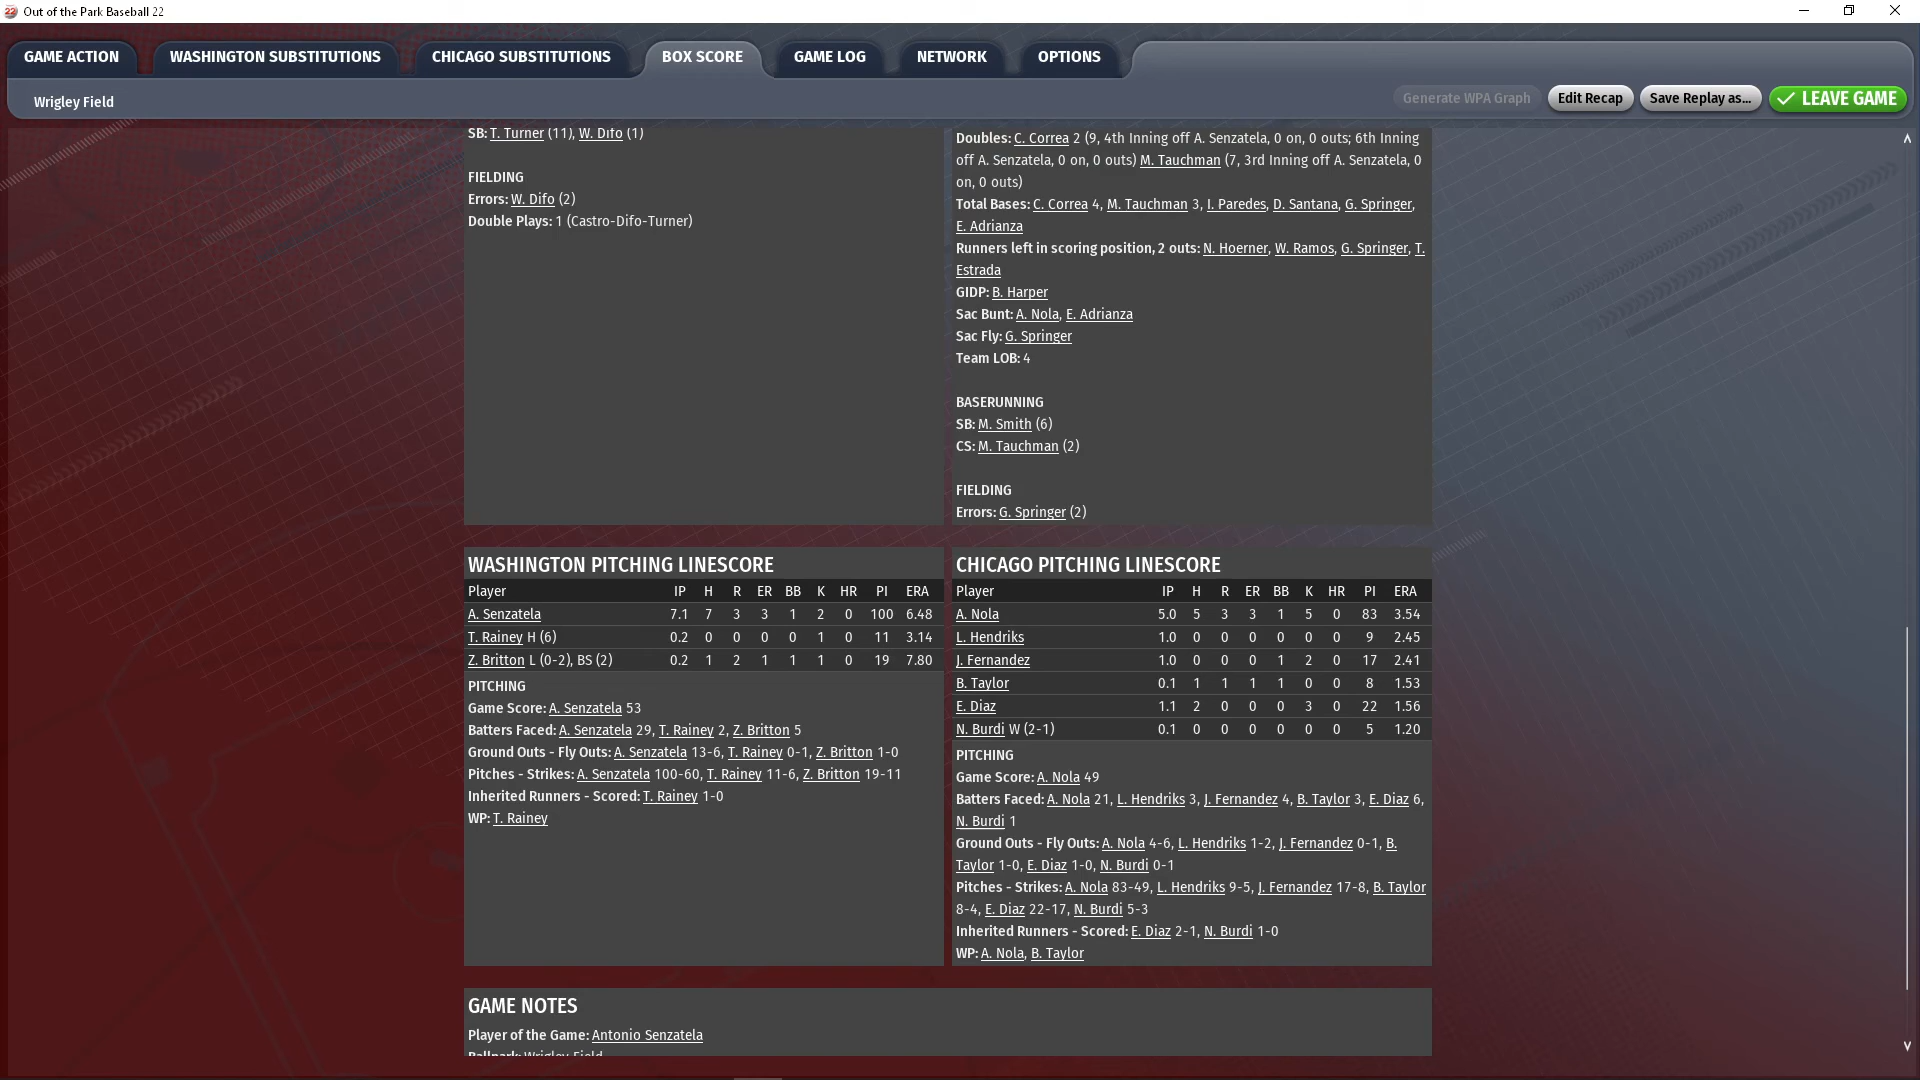 Out of the Park Baseball 22
GAME ACTION
WASHINGTON SUBSTITUTIONS
CHICAGO SUBSTITUTIONS
BOX SCORE
GAME LOG
NETWORK
OPTIONS
Wrigley Field
Generate WPA Graph
Edit Recap
Save Replay as...
LEAVE GAME
SB: T. Turner (11), W. Difo (1)
FIELDING
Errors: W. Difo (2)
Double Plays: 1 (Castro-Difo-Turner)
Doubles: C. Correa 2 (9, 4th Inning off A. Senzatela, 0 on, 0 outs; 6th Inning
off A. Senzatela, 0 on, 0 outs) M. Tauchman (7, 3rd Inning off A. Senzatela, 0
on, 0 outs)
Total Bases: C. Correa 4, M. Tauchman 3, I. Paredes, D. Santana, G. Springer,
E. Adrianza
Runners left in scoring position, 2 outs: N. Hoerner, W. Ramos, G. Springer, T.
Estrada
GIDP: B. Harper
Sac Bunt: A. Nola, E. Adrianza
Sac Fly: G. Springer
Team LOB: 4
BASERUNNING
SB: M. Smith (6)
CS: M. Tauchman (2)
FIELDING
Errors: G. Springer (2)
WASHINGTON PITCHING LINESCORE
Player IP H R ER BB K HR PI ERA
A. Senzatela 7.1 7 3 3 1 2 0 100 6.48
T. Rainey H (6) 0.2 0 0 0 0 1 0 11 3.14
Z. Britton L (0-2), BS (2) 0.2 1 2 1 1 1 0 19 7.80
PITCHING
Game Score: A. Senzatela 53
Batters Faced: A. Senzatela 29, T. Rainey 2, Z. Britton 5
Ground Outs - Fly Outs: A. Senzatela 13-6, T. Rainey 0-1, Z. Britton 1-0
Pitches - Strikes: A. Senzatela 100-60, T. Rainey 11-6, Z. Britton 19-11
Inherited Runners - Scored: T. Rainey 1-0
WP: T. Rainey
CHICAGO PITCHING LINESCORE
Player IP H R ER BB K HR PI ERA
A. Nola 5.0 5 3 3 1 5 0 83 3.54
L. Hendriks 1.0 0 0 0 0 0 0 9 2.45
J. Fernandez 1.0 0 0 0 1 2 0 17 2.41
B. Taylor 0.1 1 1 1 1 0 0 8 1.53
E. Diaz 1.1 2 0 0 0 3 0 22 1.56
N. Burdi W (2-1) 0.1 0 0 0 0 0 0 5 1.20
PITCHING
Game Score: A. Nola 49
Batters Faced: A. Nola 21, L. Hendriks 3, J. Fernandez 4, B. Taylor 3, E. Diaz 6,
N. Burdi 1
Ground Outs - Fly Outs: A. Nola 4-6, L. Hendriks 1-2, J. Fernandez 0-1, B.
Taylor 1-0, E. Diaz 1-0, N. Burdi 0-1
Pitches - Strikes: A. Nola 83-49, L. Hendriks 9-5, J. Fernandez 17-8, B. Taylor
8-4, E. Diaz 22-17, N. Burdi 5-3
Inherited Runners - Scored: E. Diaz 2-1, N. Burdi 1-0
WP: A. Nola, B. Taylor
GAME NOTES
Player of the Game: Antonio Senzatela
Ballpark: Wrigley Field